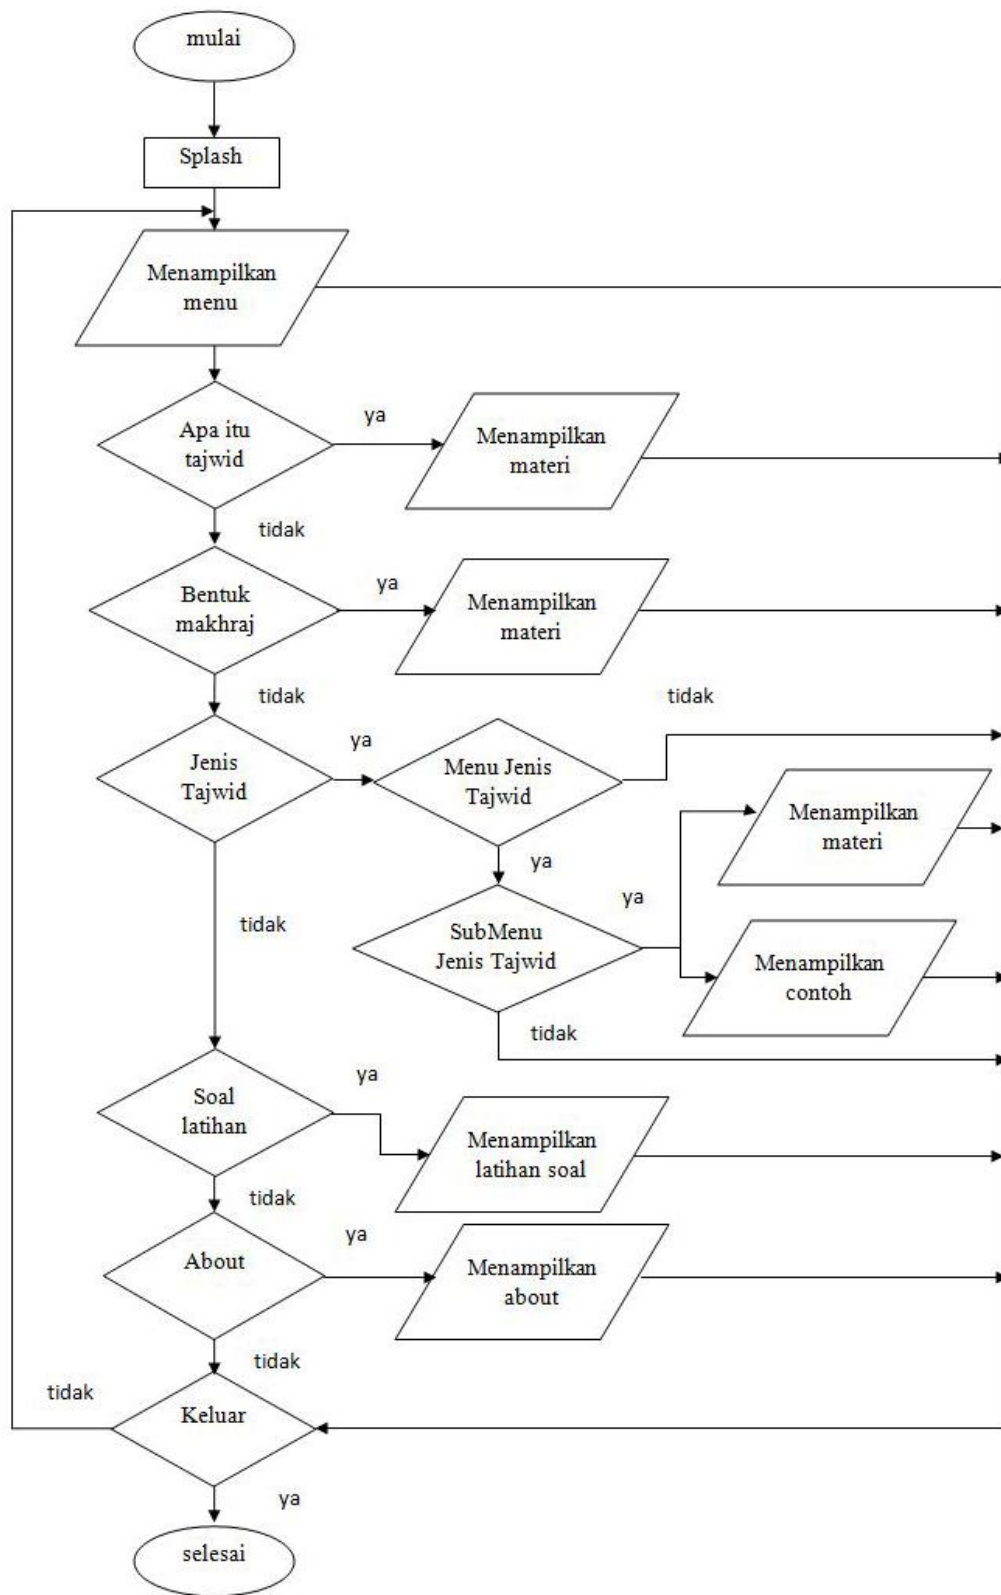 mulai
Splash
Menampilkan
menu
Apa itu
tajwid
ya
Menampilkan
materi
tidak
Bentuk
makhraj
ya
Menampilkan
materi
tidak
Jenis
Tajwid
ya
Menu Jenis
Tajwid
tidak
Menampilkan
materi
ya
SubMenu
Jenis Tajwid
ya
Menampilkan
contoh
tidak
tidak
Soal
latihan
ya
Menampilkan
latihan soal
tidak
About
ya
Menampilkan
about
tidak
tidak
Keluar
ya
selesai